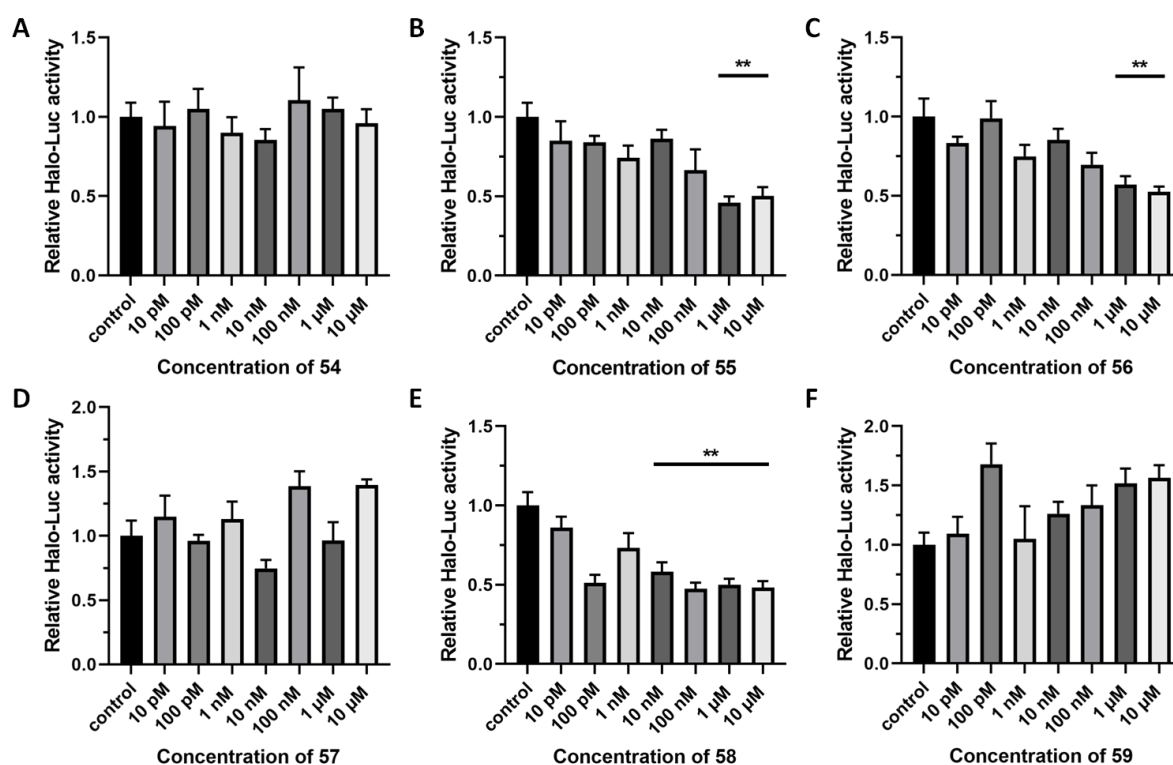 A
Relative Halo-Luc activity
1.5
1.0
0.5
0.0
control
10 pM
100 pM
1 nM
10 nM
100 nM
1 µM
10 µM
Concentration of 54
B
Relative Halo-Luc activity
1.5
1.0
0.5
0.0
**
control
10 pM
100 pM
1 nM
10 nM
100 nM
1 µM
10 µM
Concentration of 55
C
Relative Halo-Luc activity
1.5
1.0
0.5
0.0
**
control
10 pM
100 pM
1 nM
10 nM
100 nM
1 µM
10 µM
Concentration of 56
D
Relative Halo-Luc activity
2.0
1.5
1.0
0.5
0.0
control
10 pM
100 pM
1 nM
10 nM
100 nM
1 µM
10 µM
Concentration of 57
E
Relative Halo-Luc activity
1.5
1.0
0.5
0.0
**
control
10 pM
100 pM
1 nM
10 nM
100 nM
1 µM
10 µM
Concentration of 58
F
Relative Halo-Luc activity
2.0
1.5
1.0
0.5
0.0
control
10 pM
100 pM
1 nM
10 nM
100 nM
1 µM
10 µM
Concentration of 59